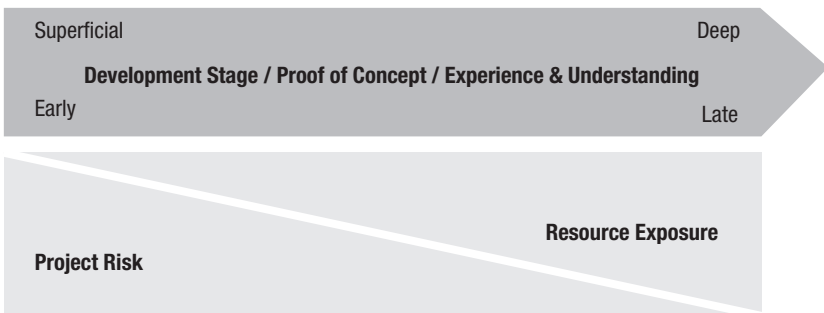 Superficial
Deep
Development Stage / Proof of Concept / Experience & Understanding
Early
Late
Resource Exposure
Project Risk